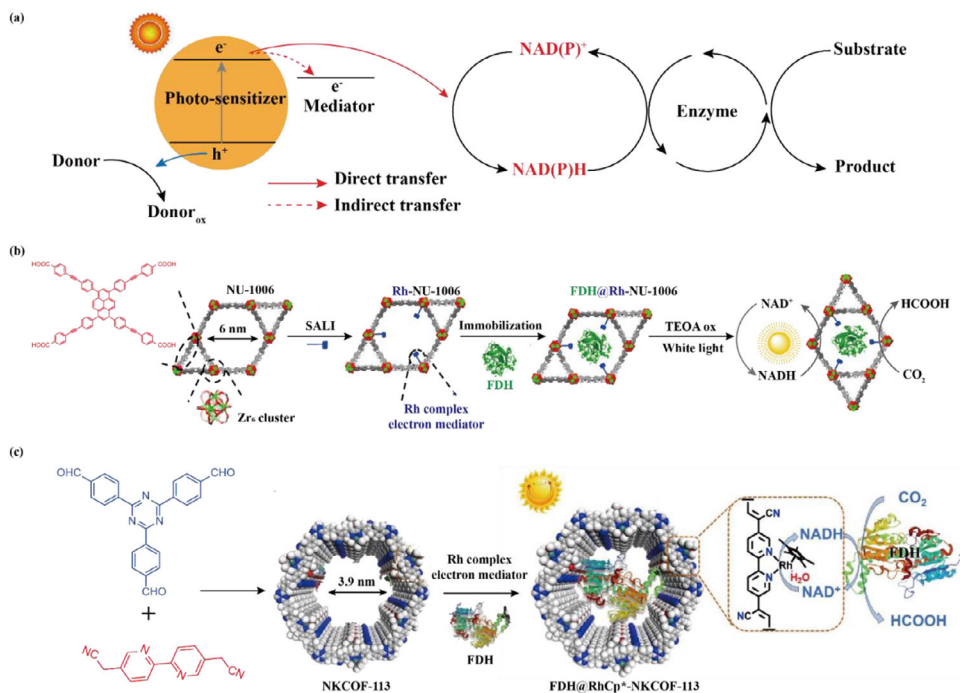 (a)
e-
Photo-sensitizer
h+
e-
Mediator
Donor
Donorox
Direct transfer
Indirect transfer
NAD(P)+
NAD(P)H
Enzyme
Substrate
Product
(b)
HOOC
COOH
HOOC
COOH
NU-1006
6 nm
Zr6 cluster
SALI
Rh-NU-1006
Rh complex
electron mediator
Immobilization
FDH
FDH@Rh-NU-1006
TEOA ox
White light
NAD+
NADH
HCOOH
CO2
(c)
OHC
CHO
N
N
N
CHO
+
NC
N
N
CN
3.9 nm
NKCOF-113
Rh complex
electron mediator
FDH
FDH@RhCp*-NKCOF-113
CN
N
N
Rh
H2O
NC
NADH
NAD+
CO2
FDH
HCOOH